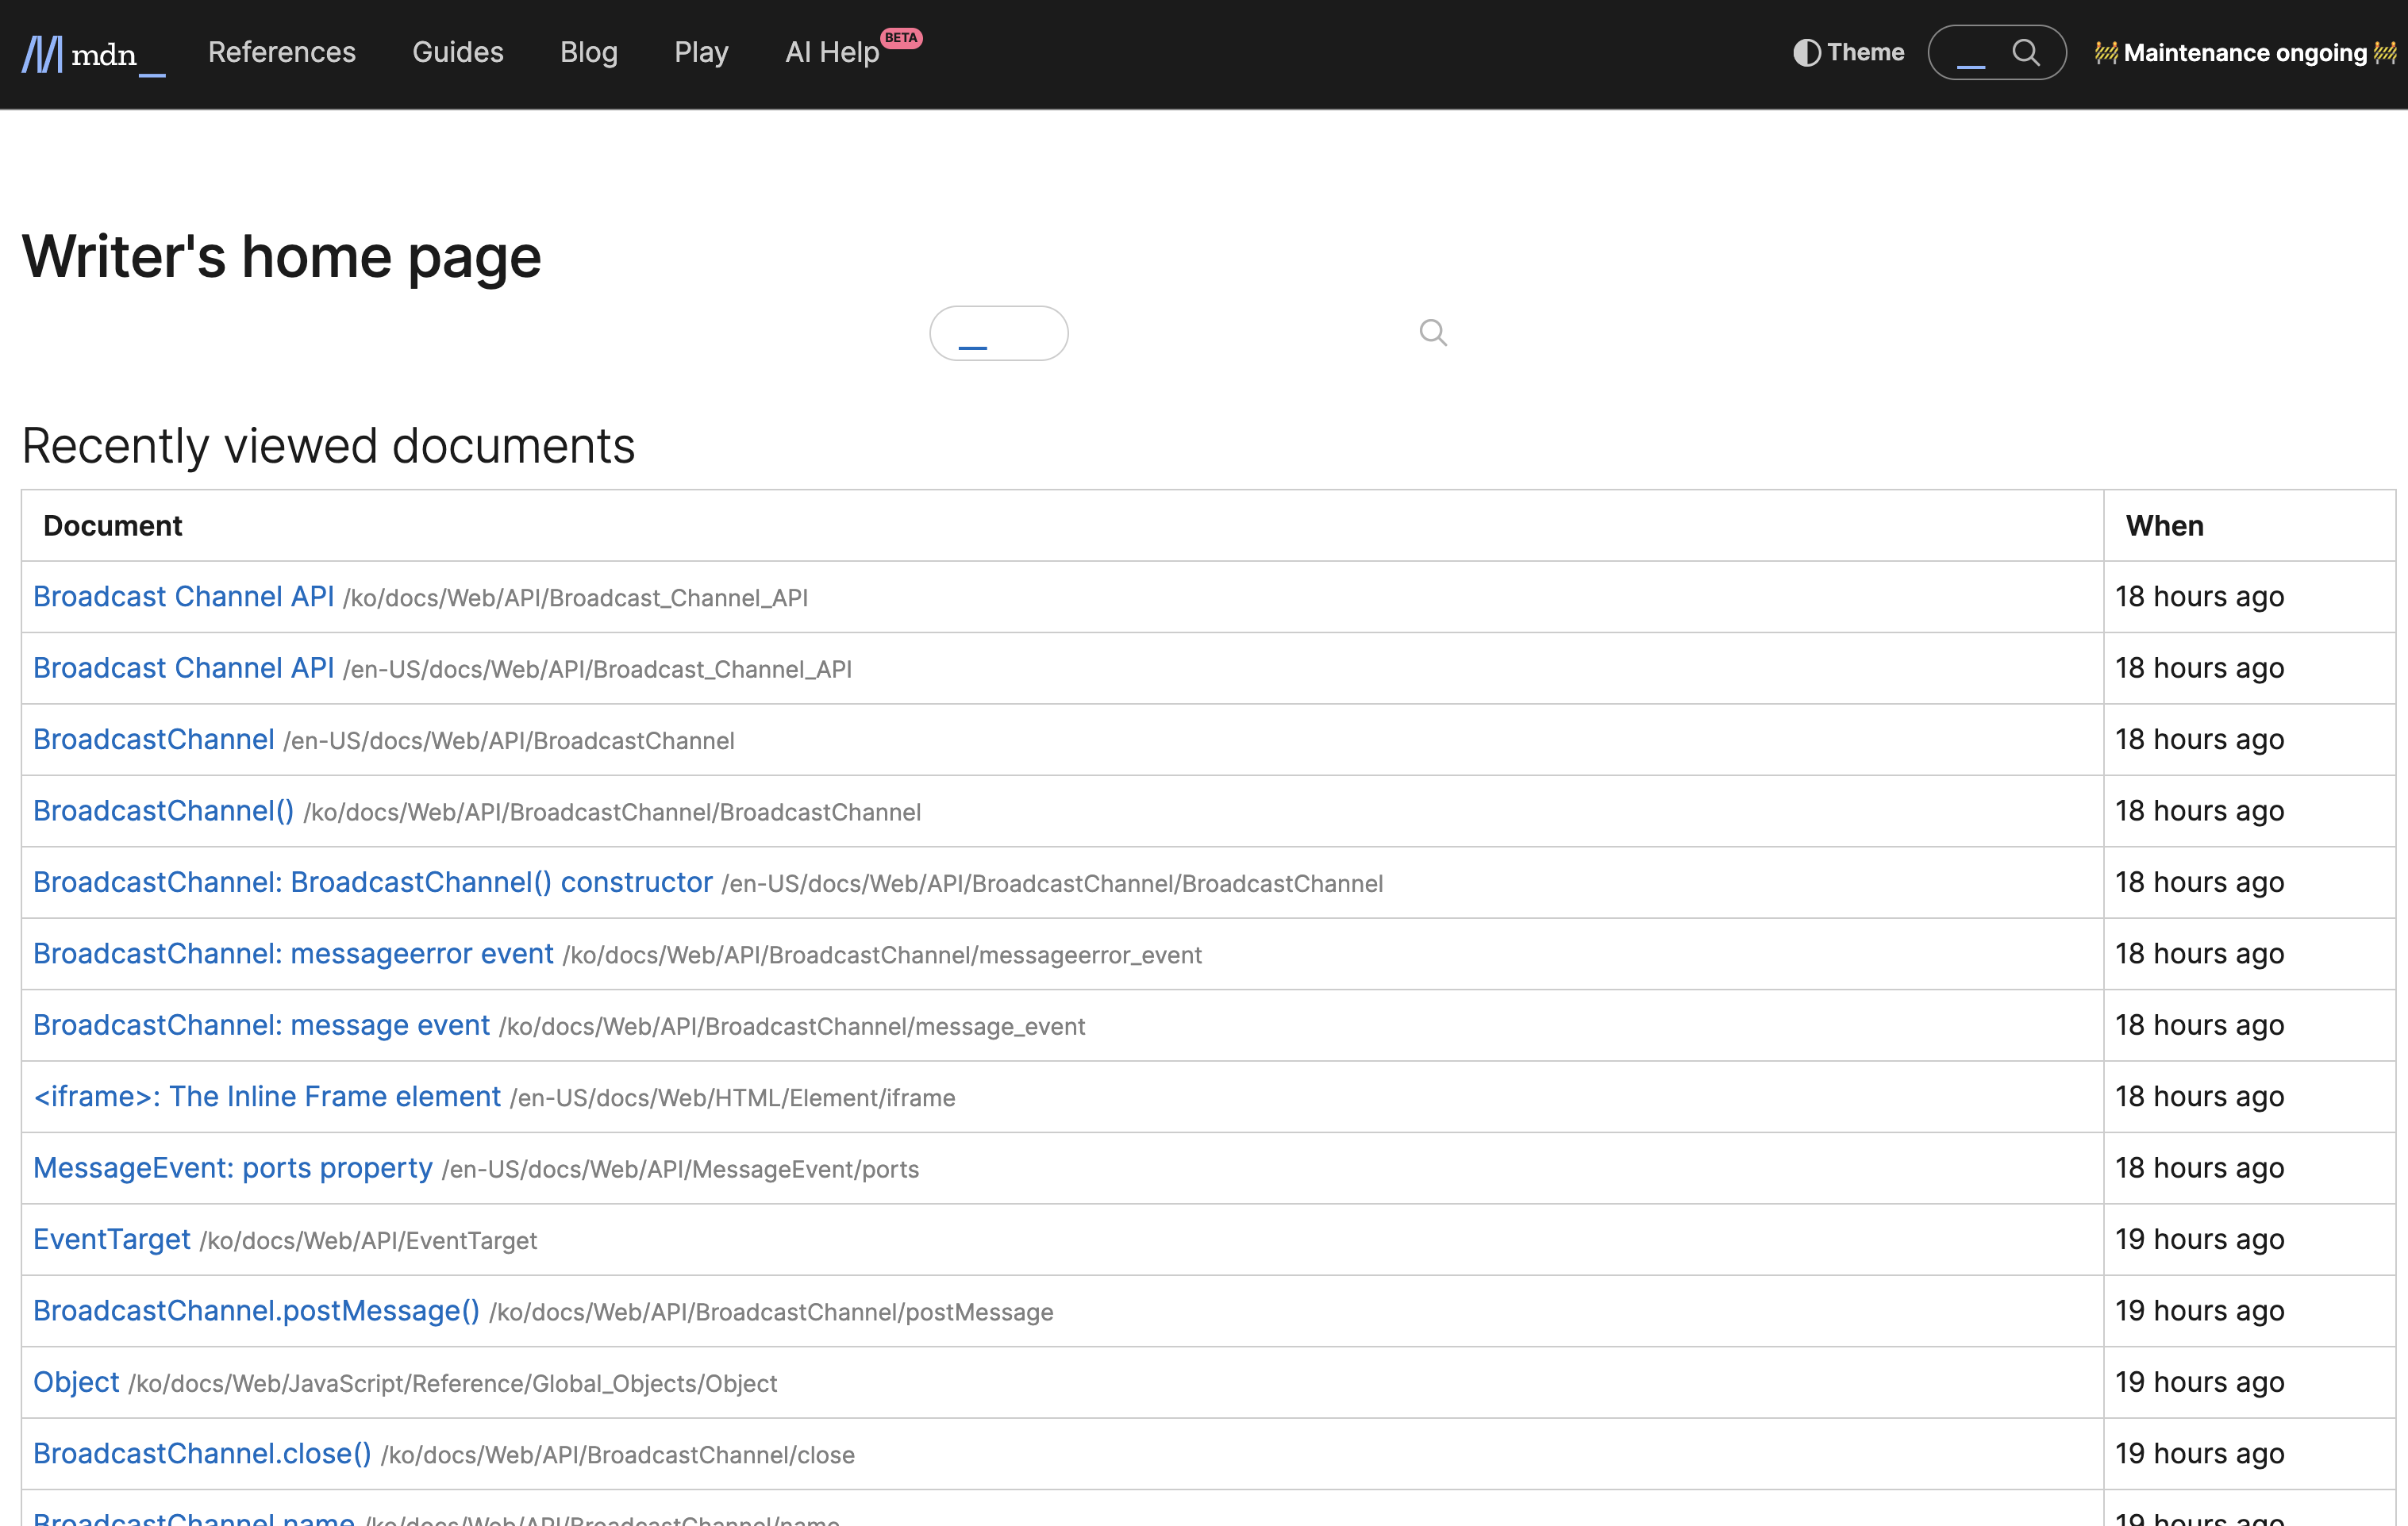 mdn_ References Guides Blog Play AI Help BETA Theme 🚧 Maintenance ongoing 🚧
Writer's home page
Recently viewed documents
Document When
Broadcast Channel API /ko/docs/Web/API/Broadcast_Channel_API 18 hours ago
Broadcast Channel API /en-US/docs/Web/API/Broadcast_Channel_API 18 hours ago
BroadcastChannel /en-US/docs/Web/API/BroadcastChannel 18 hours ago
BroadcastChannel() /ko/docs/Web/API/BroadcastChannel/BroadcastChannel 18 hours ago
BroadcastChannel: BroadcastChannel() constructor /en-US/docs/Web/API/BroadcastChannel/BroadcastChannel 18 hours ago
BroadcastChannel: messageerror event /ko/docs/Web/API/BroadcastChannel/messageerror_event 18 hours ago
BroadcastChannel: message event /ko/docs/Web/API/BroadcastChannel/message_event 18 hours ago
<iframe>: The Inline Frame element /en-US/docs/Web/HTML/Element/iframe 18 hours ago
MessageEvent: ports property /en-US/docs/Web/API/MessageEvent/ports 18 hours ago
EventTarget /ko/docs/Web/API/EventTarget 19 hours ago
BroadcastChannel.postMessage() /ko/docs/Web/API/BroadcastChannel/postMessage 19 hours ago
Object /ko/docs/Web/JavaScript/Reference/Global_Objects/Object 19 hours ago
BroadcastChannel.close() /ko/docs/Web/API/BroadcastChannel/close 19 hours ago
BroadcastChannel.name /ko/docs/Web/API/BroadcastChannel/name 19 hours ago